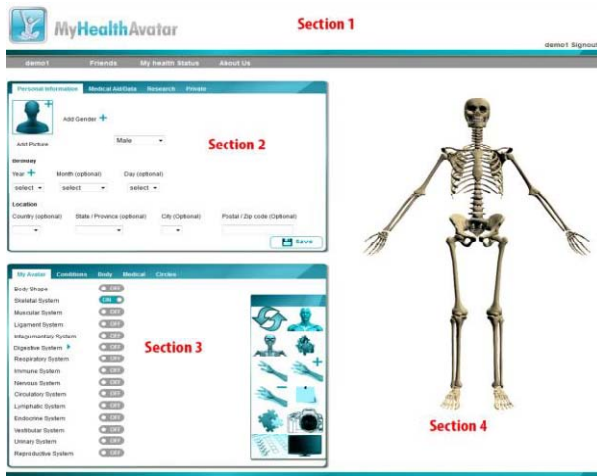 Section 1
MyHealthAvatar
demo1 Signout
demo1 Friends My health Status About Us
Personal Information Medical Aid/Data Research Private
Add Gender +
Add Picture
Male
Section 2
Birthday
Year + Month (optional) Day (optional)
select select select
Location
Country (optional) State / Province (optional) City (Optional) Postal / Zip code (Optional)
Save
My Avatar Conditions Body Medical Circles
Body Shape OFF
Skeletal System ON
Muscular System OFF
Ligament System OFF
Integumentary System OFF
Digestive System OFF
Section 3
Respiratory System OFF
Immune System OFF
Nervous System OFF
Circulatory System OFF
Lymphatic System OFF
Endocrine System OFF
Vestibular System OFF
Urinary System OFF
Reproductive System OFF
Section 4